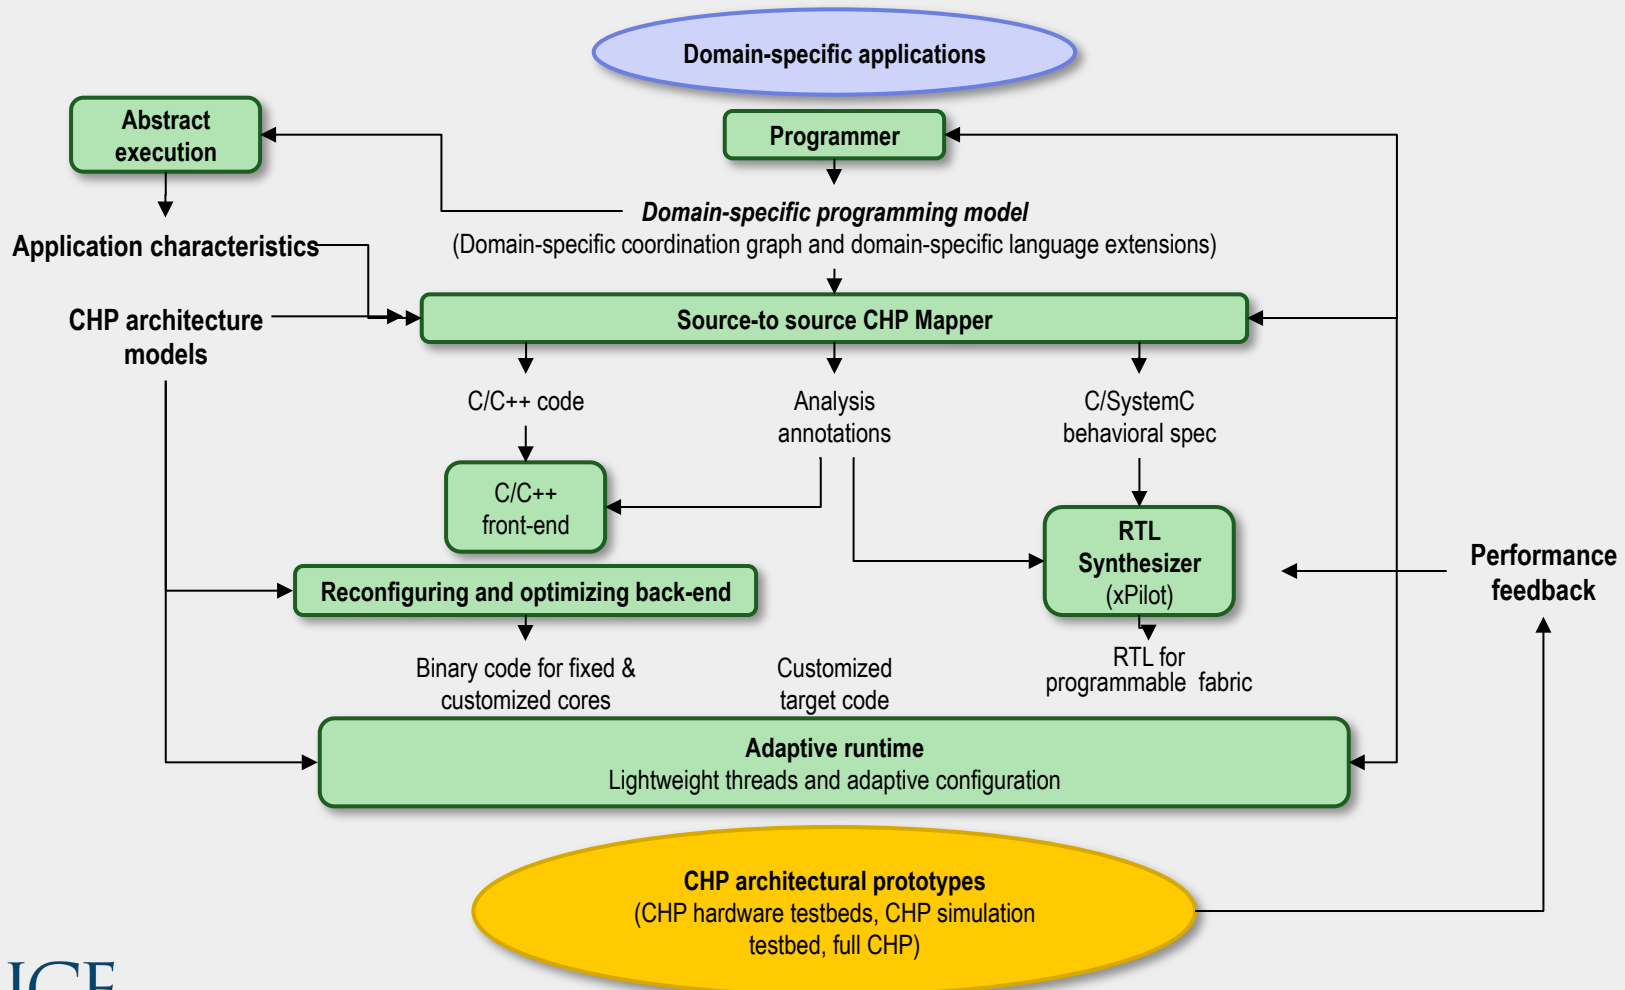 Domain-specific applications
Abstract
execution
Programmer
Domain-specific programming model
(Domain-specific coordination graph and domain-specific language extensions)
Application characteristics
CHP architecture
models
Source-to source CHP Mapper
C/C++ code
Analysis
annotations
C/SystemC
behavioral spec
C/C++
front-end
RTL
Synthesizer
(xPilot)
Performance
feedback
Reconfiguring and optimizing back-end
Binary code for fixed &
customized cores
Customized
target code
RTL for
programmable fabric
Adaptive runtime
Lightweight threads and adaptive configuration
CHP architectural prototypes
(CHP hardware testbeds, CHP simulation
testbed, full CHP)